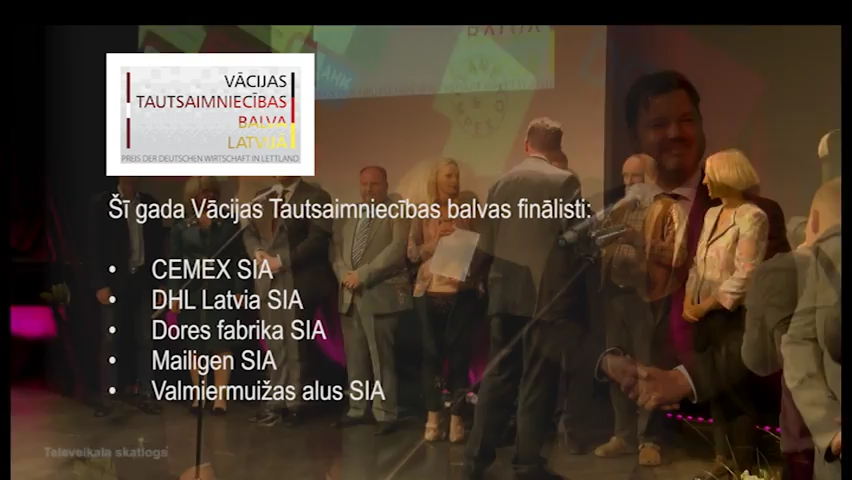 VĀCIJAS
TAUTSAIMNIECĪBAS
BALVA
LATVIJĀ
PREIS DER DEUTSCHEN WIRTSCHAFT IN LETTLAND
Šī gada Vācijas Tautsaimniecības balvas finālisti:
• CEMEX SIA
• DHL Latvia SIA
• Dores fabrika SIA
• Mailigen SIA
• Valmiermuižas alus SIA
Televeikala skatlogs